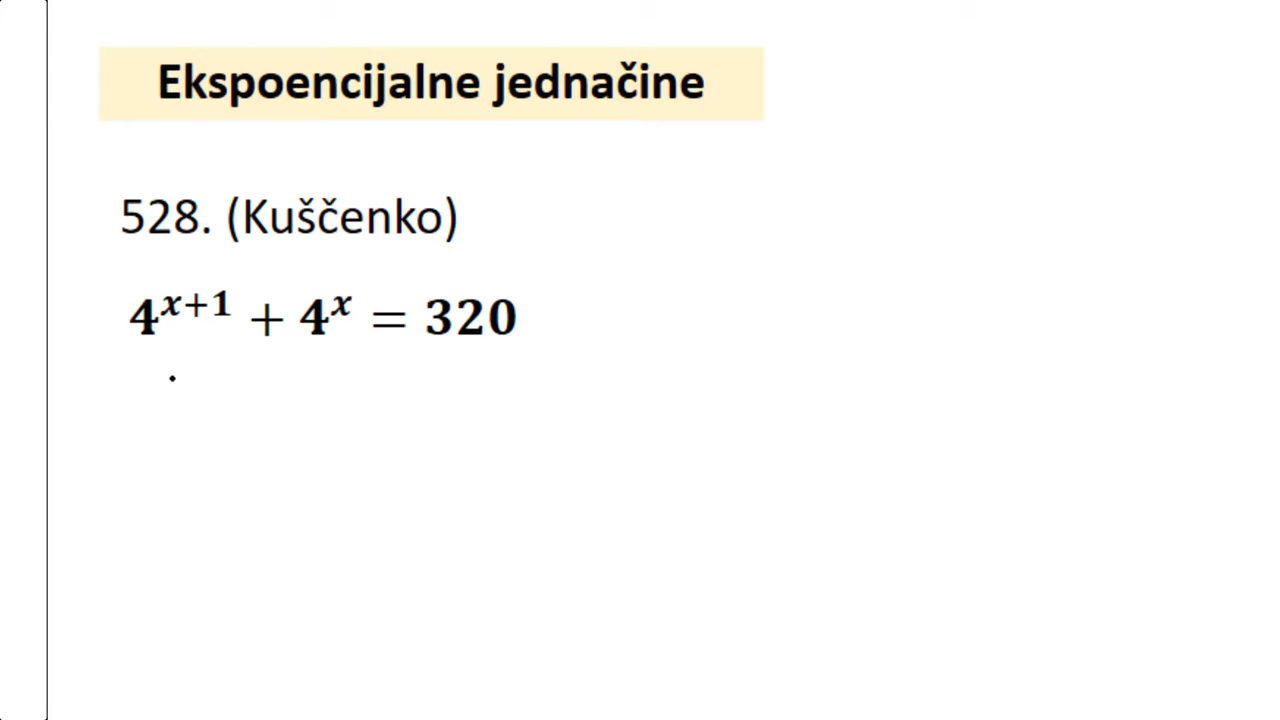 Ekspoencijalne jednačine
528. (Kuščenko)
4^{x+1} + 4^x = 320